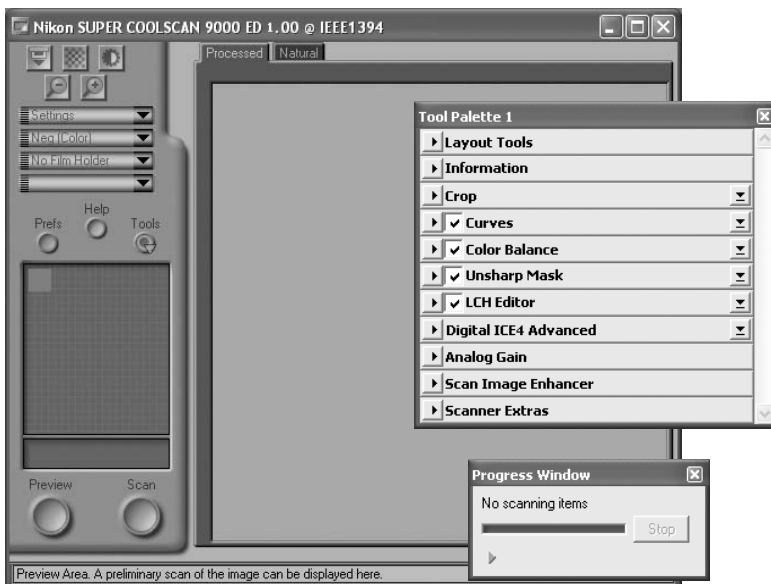 Nikon SUPER COOLSCAN 9000 ED 1.00 @ IEEE1394
Processed Natural
Settings
Neg (Color)
No Film Holder
Prefs Help Tools
Preview Scan
Tool Palette 1
Layout Tools
Information
Crop
Curves
Color Balance
Unsharp Mask
LCH Editor
Digital ICE4 Advanced
Analog Gain
Scan Image Enhancer
Scanner Extras
Progress Window
No scanning items
Stop
Preview Area. A preliminary scan of the image can be displayed here.